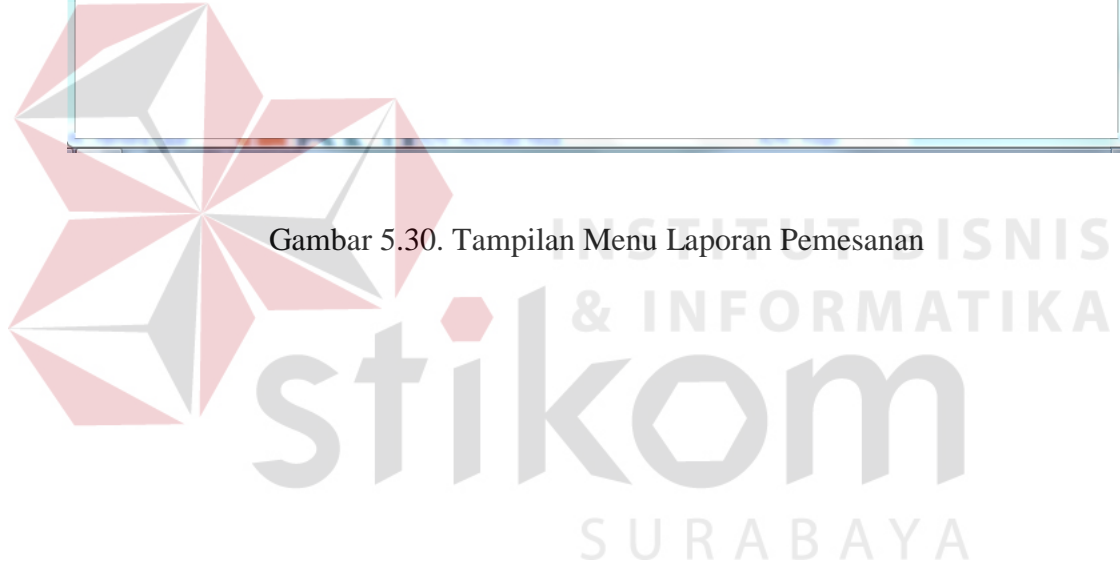 Gambar 5.30. Tampilan Menu Laporan Pemesanan
INSTITUT BISNIS
& INFORMATIKA
stikom
SURABAYA